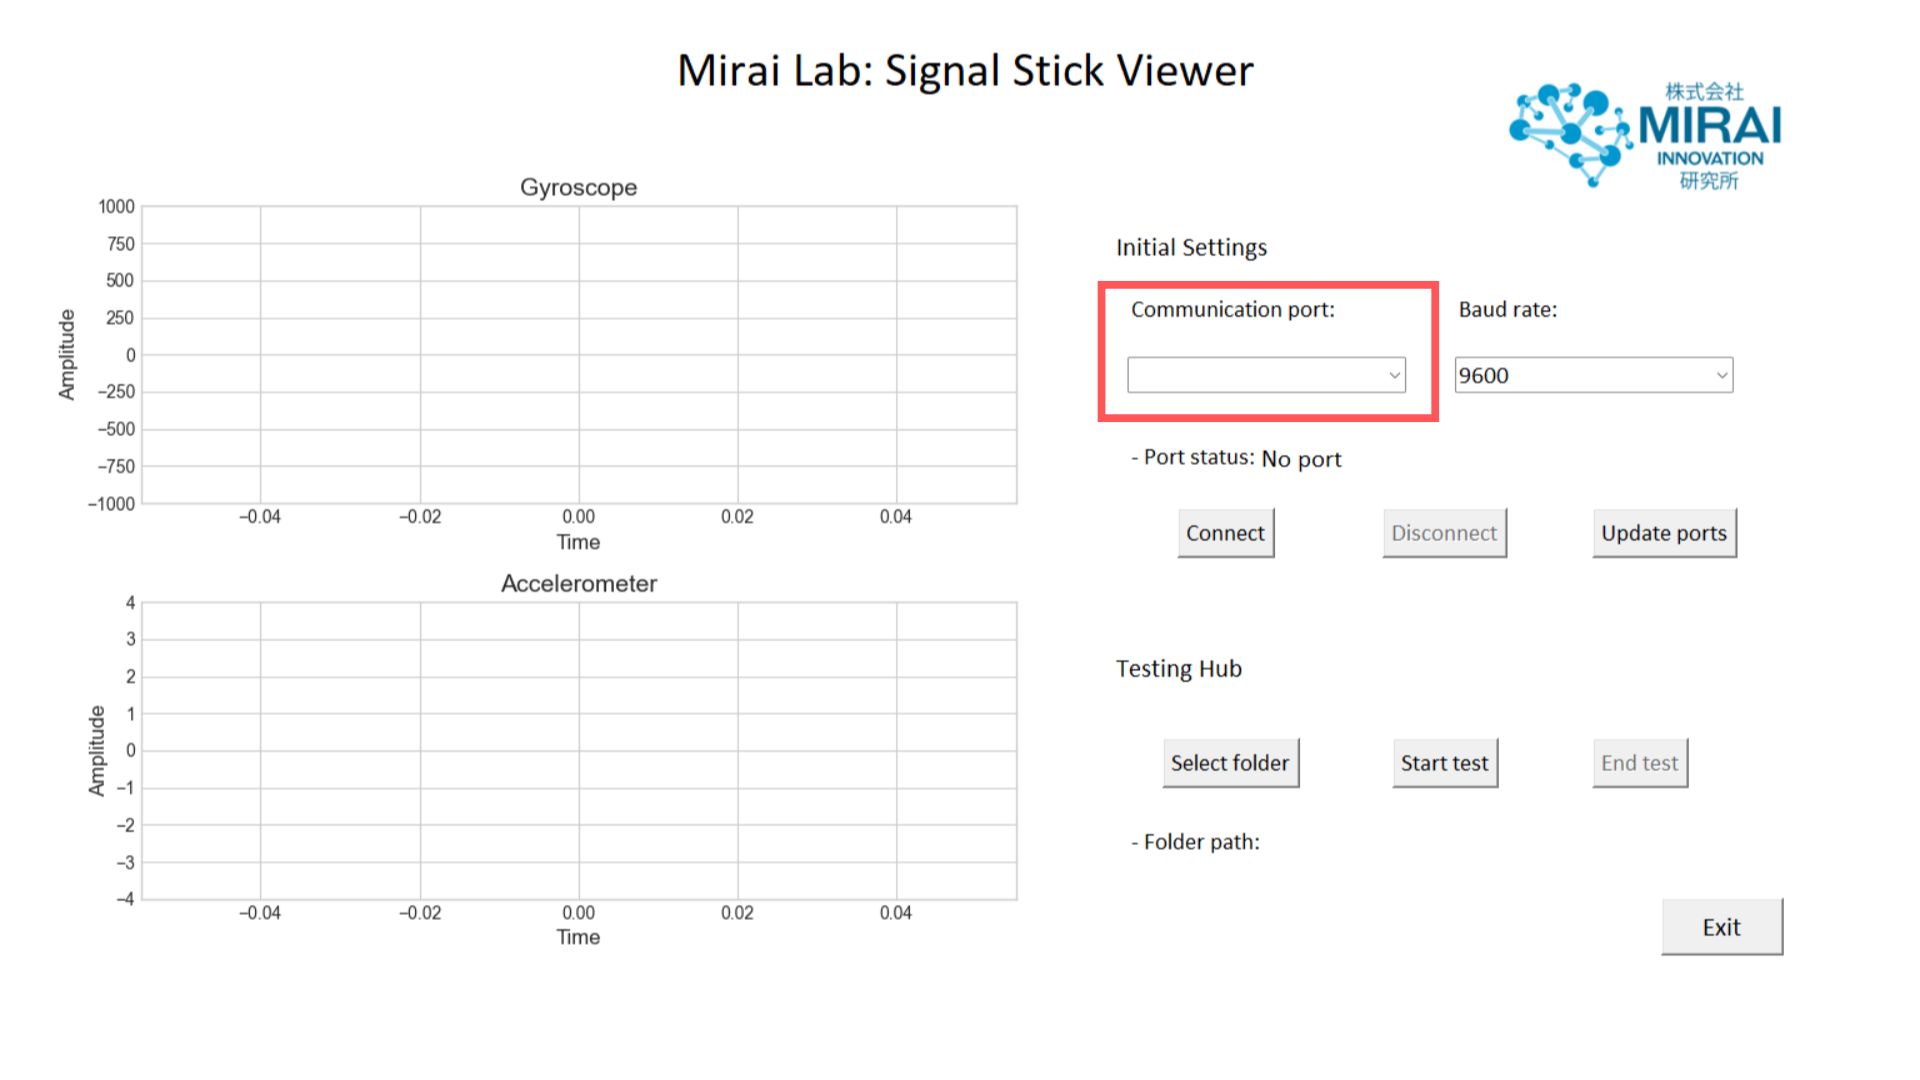 Mirai Lab: Signal Stick Viewer
株式会社
MIRAI
INNOVATION
研究所
Gyroscope
1000
750
500
250
0
−250
−500
−750
−1000
Amplitude
−0.04 −0.02 0.00 0.02 0.04
Time
Accelerometer
4
3
2
1
0
−1
−2
−3
−4
Amplitude
−0.04 −0.02 0.00 0.02 0.04
Time
Initial Settings
Communication port: Baud rate:
9600
- Port status: No port
Connect Disconnect Update ports
Testing Hub
Select folder Start test End test
- Folder path:
Exit